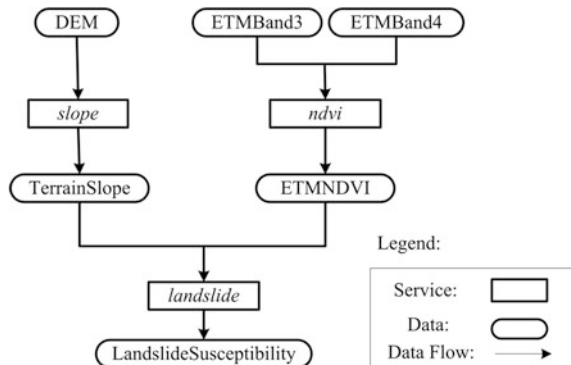 DEM
ETMBand3
ETMBand4
slope
ndvi
TerrainSlope
ETMNDVI
landslide
LandslideSusceptibility
Legend:
Service:
Data:
Data Flow: